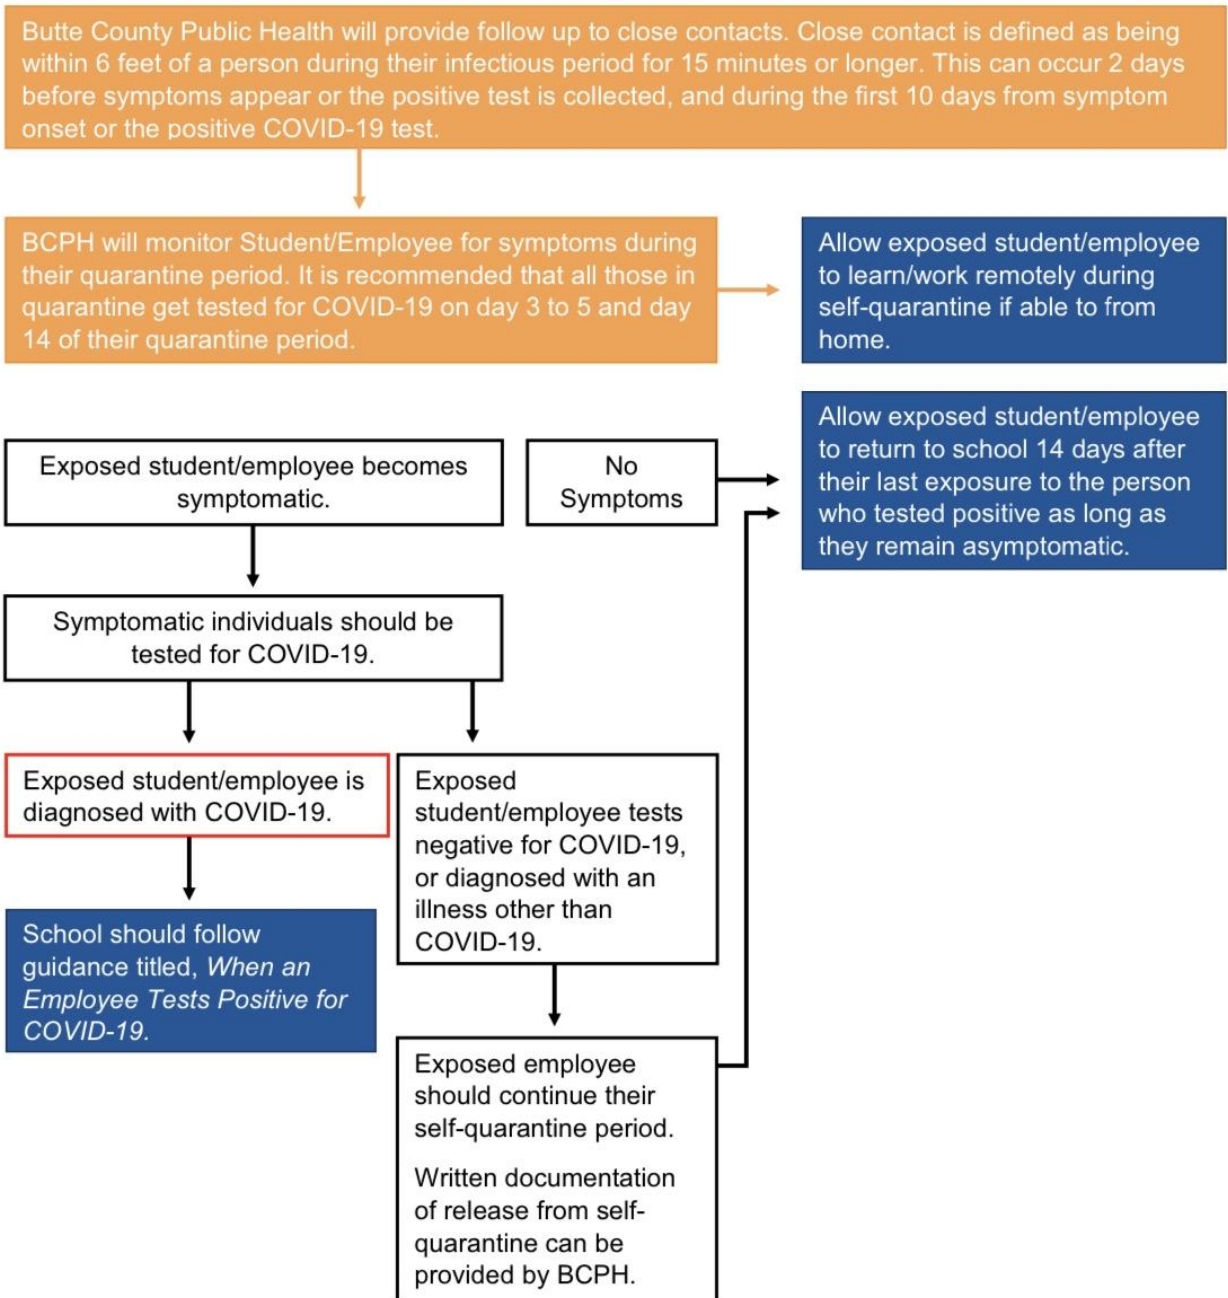 Butte County Public Health will provide follow up to close contacts. Close contact is defined as being
within 6 feet of a person during their infectious period for 15 minutes or longer. This can occur 2 days
before symptoms appear or the positive test is collected, and during the first 10 days from symptom
onset or the positive COVID-19 test.
BCPH will monitor Student/Employee for symptoms during
their quarantine period. It is recommended that all those in
quarantine get tested for COVID-19 on day 3 to 5 and day
14 of their quarantine period.
Allow exposed student/employee
to learn/work remotely during
self-quarantine if able to from
home.
Exposed student/employee becomes
symptomatic.
No
Symptoms
Allow exposed student/employee
to return to school 14 days after
their last exposure to the person
who tested positive as long as
they remain asymptomatic.
Symptomatic individuals should be
tested for COVID-19.
Exposed student/employee is
diagnosed with COVID-19.
Exposed
student/employee tests
negative for COVID-19,
or diagnosed with an
illness other than
COVID-19.
School should follow
guidance titled, When an
Employee Tests Positive for
COVID-19.
Exposed employee
should continue their
self-quarantine period.
Written documentation
of release from self-
quarantine can be
provided by BCPH.